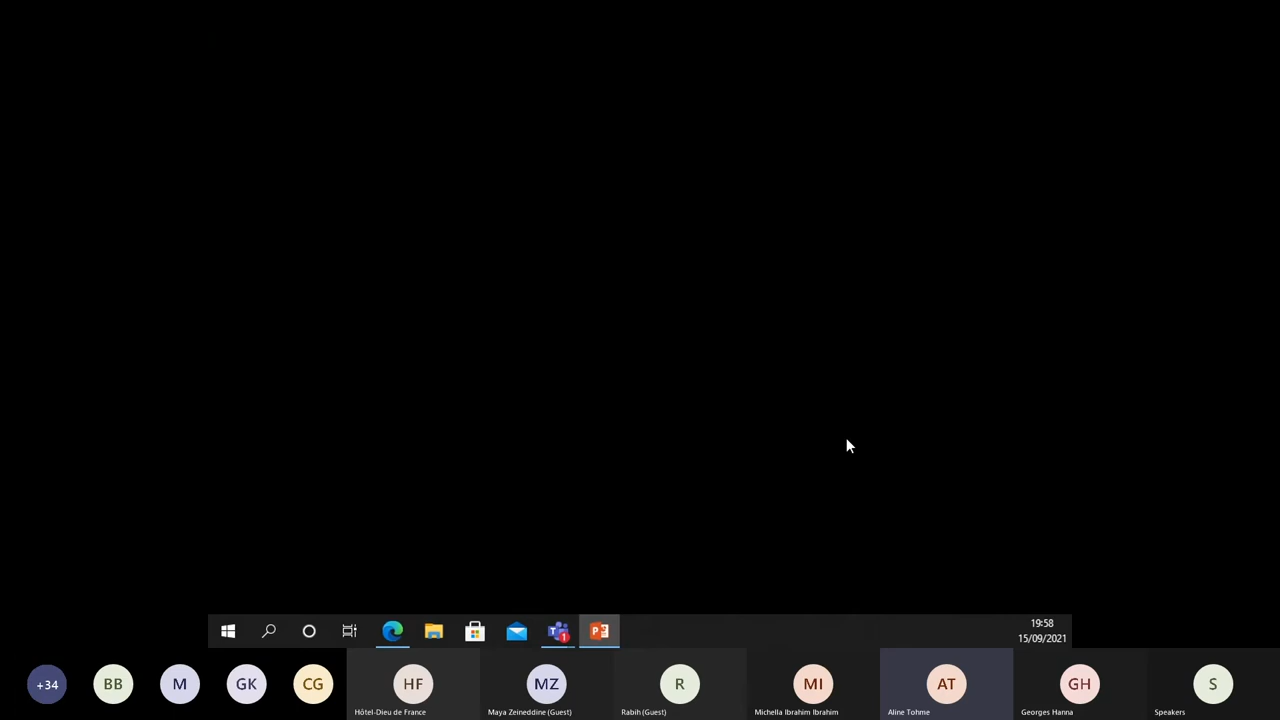 19:58
15/09/2021
+34
BB
M
GK
CG
HF
MZ
R
MI
AT
GH
S
Hôtel-Dieu de France
Maya Zeineddine (Guest)
Rabih (Guest)
Michella Ibrahim Ibrahim
Aline Tohme
Georges Hanna
Speakers